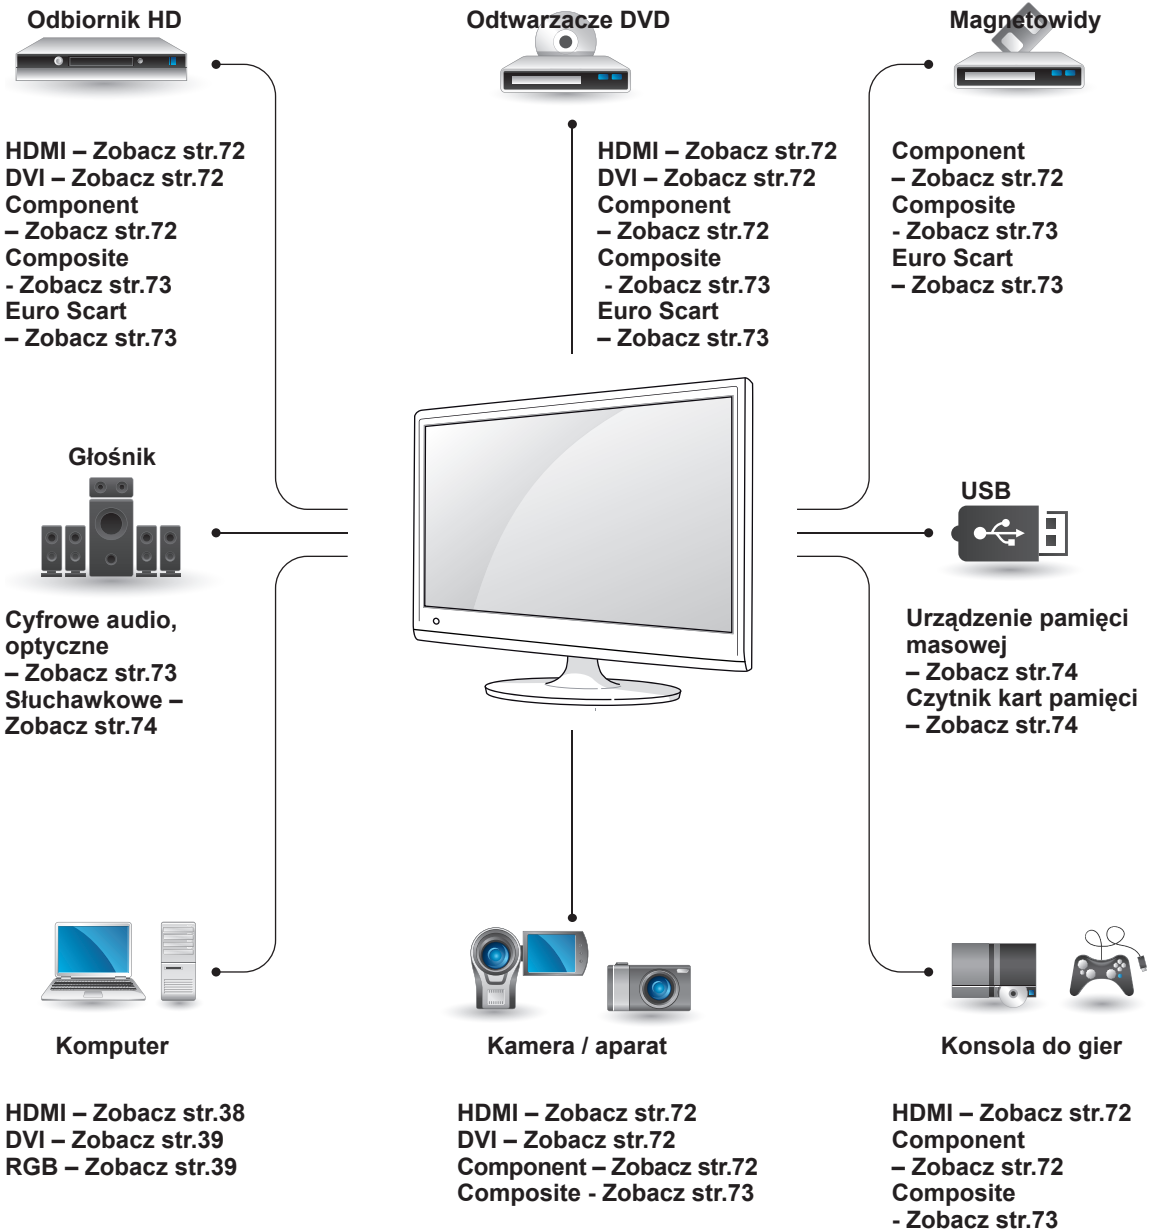 Odbiornik HD
HDMI – Zobacz str.72
DVI – Zobacz str.72
Component
– Zobacz str.72
Composite
- Zobacz str.73
Euro Scart
– Zobacz str.73
Odtwarzacze DVD
HDMI – Zobacz str.72
DVI – Zobacz str.72
Component
– Zobacz str.72
Composite
- Zobacz str.73
Euro Scart
– Zobacz str.73
Magnetowidy
Component
– Zobacz str.72
Composite
- Zobacz str.73
Euro Scart
– Zobacz str.73
Głośnik
Cyfrowe audio,
optyczne
– Zobacz str.73
Słuchawkowe –
Zobacz str.74
USB
Urządzenie pamięci
masowej
– Zobacz str.74
Czytnik kart pamięci
– Zobacz str.74
Komputer
HDMI – Zobacz str.38
DVI – Zobacz str.39
RGB – Zobacz str.39
Kamera / aparat
HDMI – Zobacz str.72
DVI – Zobacz str.72
Component – Zobacz str.72
Composite - Zobacz str.73
Konsola do gier
HDMI – Zobacz str.72
Component
– Zobacz str.72
Composite
- Zobacz str.73